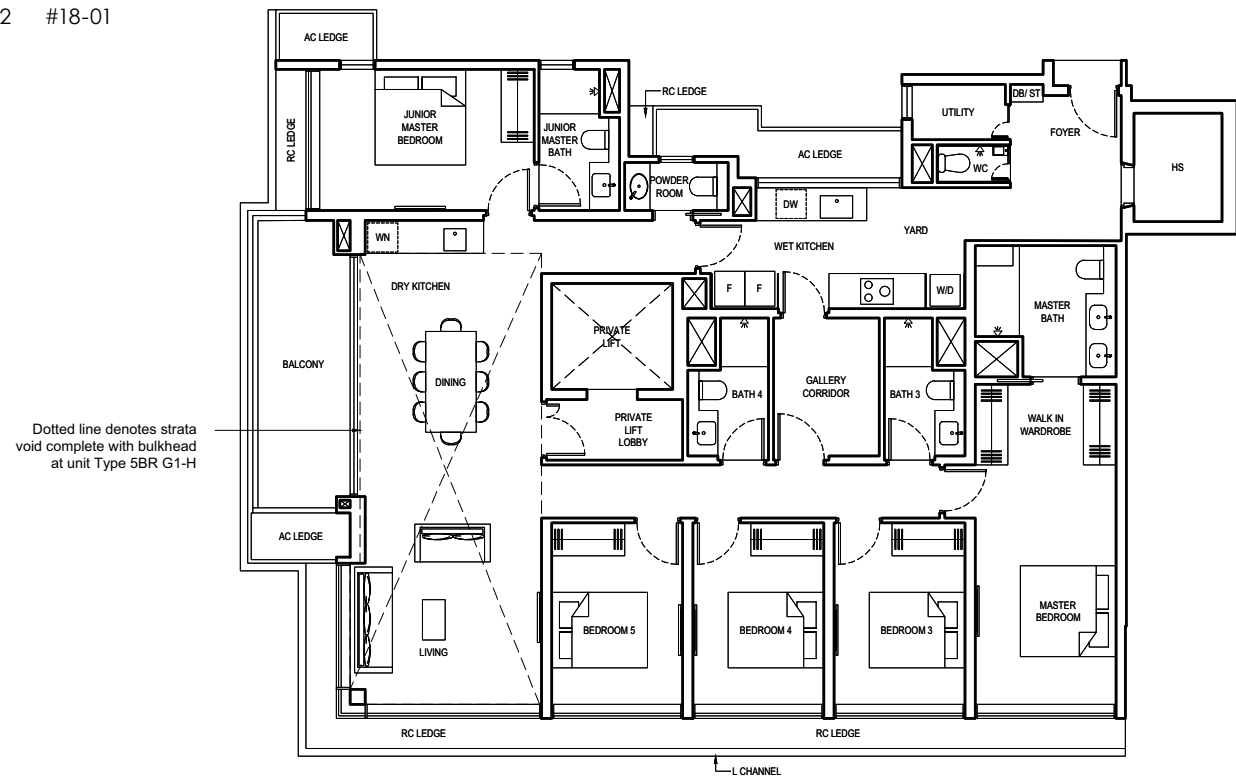 2 #18-01
AC LEDGE
RC LEDGE
JUNIOR
MASTER
BEDROOM
JUNIOR
MASTER
BATH
RC LEDGE
AC LEDGE
POWDER
ROOM
UTILITY
DB/ ST
FOYER
WC
HS
WN
DW
WET KITCHEN
YARD
DRY KITCHEN
F
F
W/D
MASTER
BATH
PRIVATE
LIFT
BALCONY
DINING
BATH 4
GALLERY
CORRIDOR
BATH 3
PRIVATE
LIFT
LOBBY
WALK IN
WARDROBE
Dotted line denotes strata
void complete with bulkhead
at unit Type 5BR G1-H
AC LEDGE
LIVING
BEDROOM 5
BEDROOM 4
BEDROOM 3
MASTER
BEDROOM
RC LEDGE
RC LEDGE
L CHANNEL